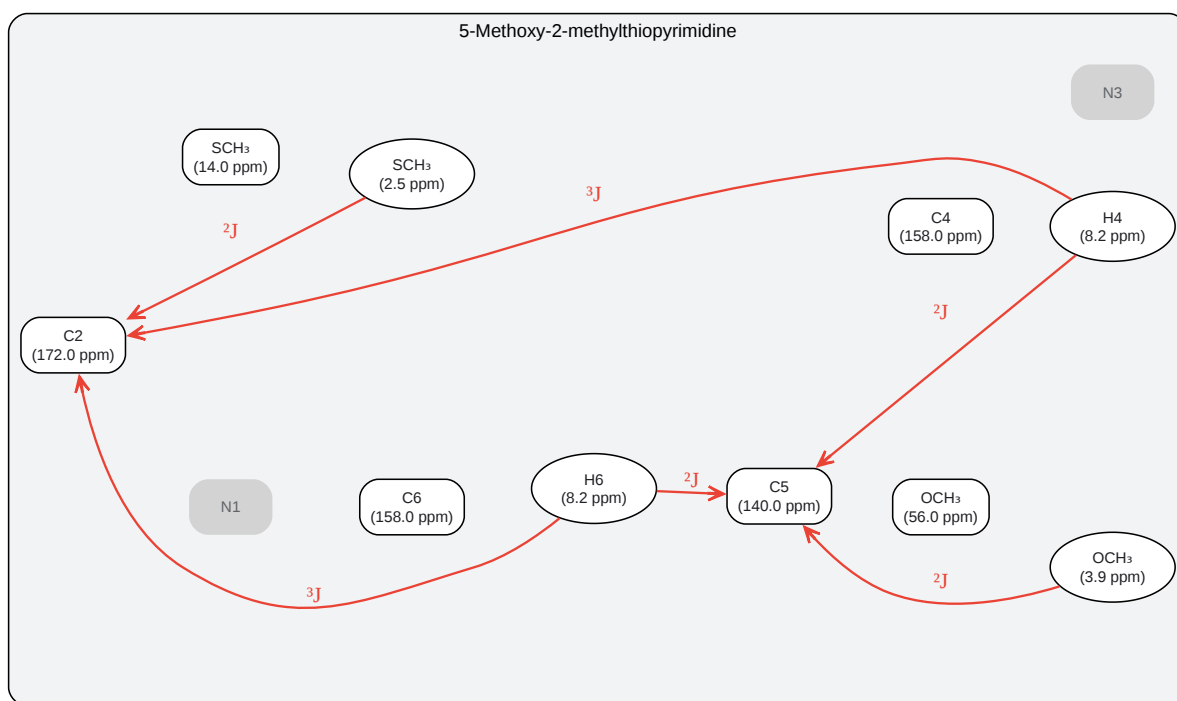 5-Methoxy-2-methylthiopyrimidine
N3
SCH₃
(14.0 ppm)
SCH₃
(2.5 ppm)
³J
²J
C4
(158.0 ppm)
H4
(8.2 ppm)
²J
C2
(172.0 ppm)
N1
C6
(158.0 ppm)
H6
(8.2 ppm)
²J
C5
(140.0 ppm)
OCH₃
(56.0 ppm)
³J
²J
OCH₃
(3.9 ppm)